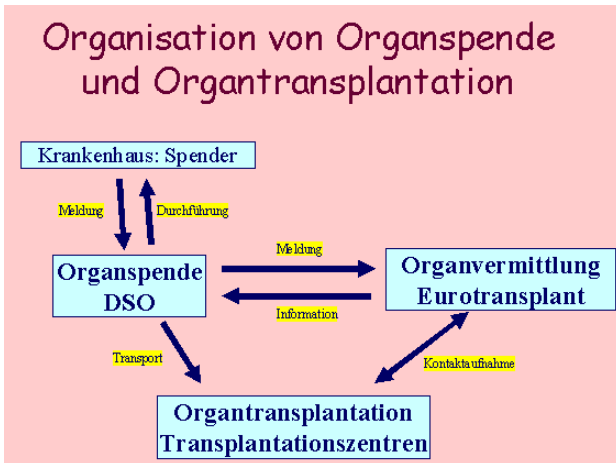 Organisation von Organspende
und Organtransplantation
Krankenhaus: Spender
Meldung
Durchführung
Organspende
DSO
Meldung
Information
Organvermittlung
Eurotransplant
Transport
Kontaktaufnahme
Organtransplantation
Transplantationszentren